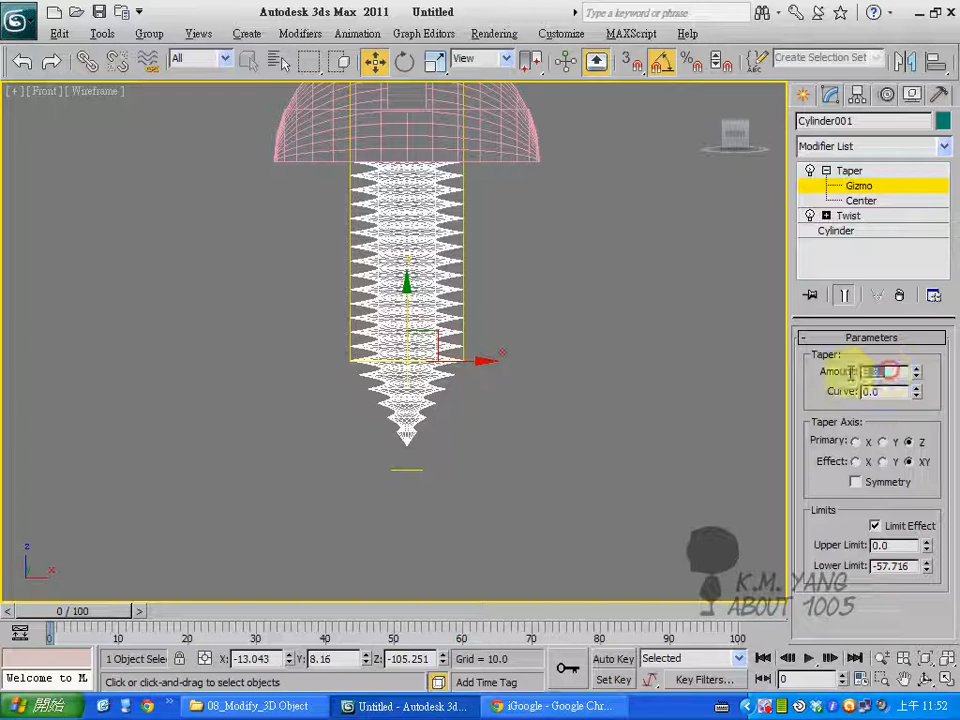 Autodesk 3ds Max 2011 Untitled
Type a keyword or phrase
Edit Tools Group Views Create Modifiers Animation Graph Editors Rendering Customize MAXScript Help
All View 3 Create Selection Set
[ + ] [ Front ] [ Wireframe ]
Cylinder001
Modifier List
Taper
Gizmo
Center
Twist
Cylinder
Parameters
Taper:
Amount:
Curve: 0.0
Taper Axis:
Primary: X Y Z
Effect: X Y XY
Symmetry
Limits
Limit Effect
Upper Limit: 0.0
Lower Limit: -57.716
K.M. YANG
ABOUT 1005
z
x
0 / 100
0 10 20 30 40 50 60 70 80 90 100
1 Object Selec X: -13.043 Y: 8.16 Z: -105.251 Grid = 10.0 Auto Key Selected
Welcome to M. Click or click-and-drag to select objects Add Time Tag Set Key Key Filters... 0
開始 08_Modify_3D Object Untitled - Autodesk 3d... iGoogle - Google Chr... 上午 11:52